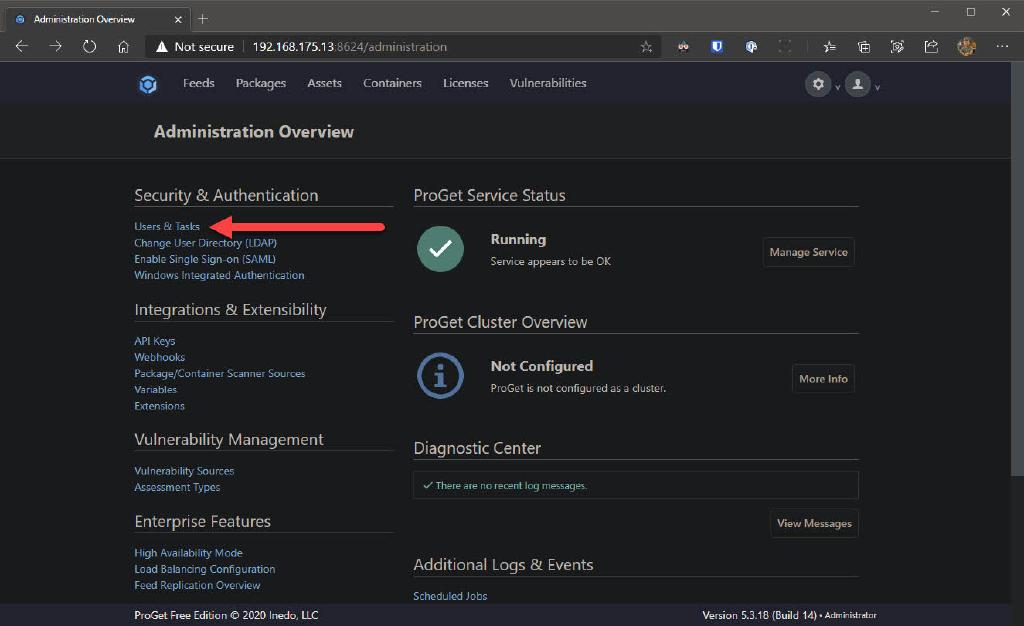 Administration Overview
Not secure
192.168.175.13:8624/administration
Feeds Packages Assets Containers Licenses Vulnerabilities
Administration Overview
Security & Authentication
Users & Tasks
Change User Directory (LDAP)
Enable Single Sign-on (SAML)
Windows Integrated Authentication
Integrations & Extensibility
API Keys
Webhooks
Package/Container Scanner Sources
Variables
Extensions
Vulnerability Management
Vulnerability Sources
Assessment Types
Enterprise Features
High Availability Mode
Load Balancing Configuration
Feed Replication Overview
ProGet Service Status
Running
Service appears to be OK
Manage Service
ProGet Cluster Overview
Not Configured
ProGet is not configured as a cluster.
More Info
Diagnostic Center
There are no recent log messages.
View Messages
Additional Logs & Events
Scheduled Jobs
ProGet Free Edition © 2020 Inedo, LLC
Version 5.3.18 (Build 14) • Administrator